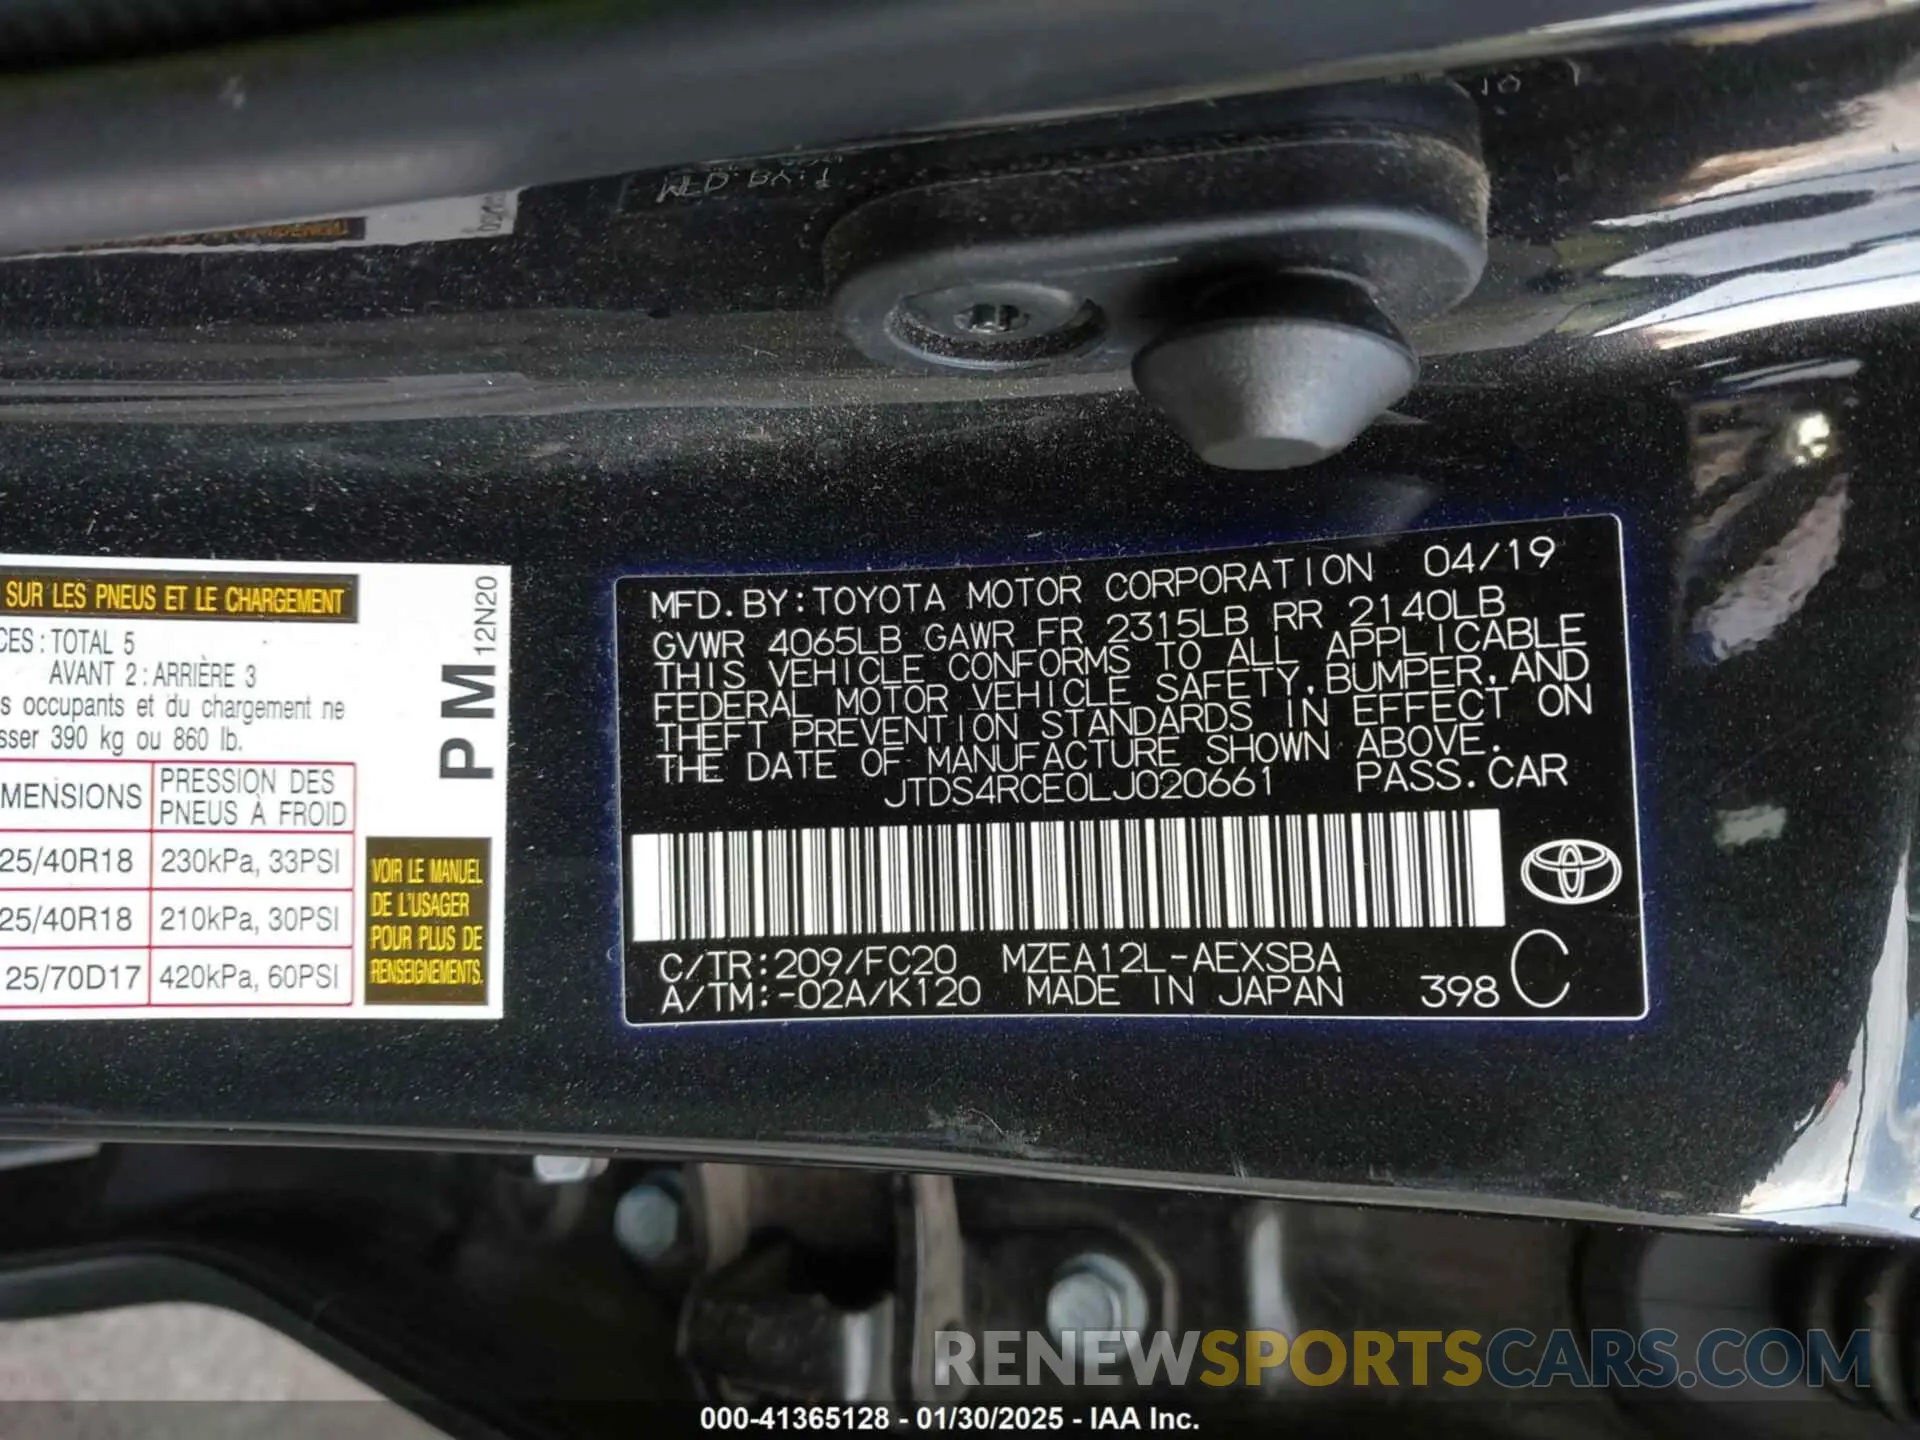 SUR LES PNEUS ET LE CHARGEMENT
CES : TOTAL 5
AVANT 2 : ARRIÈRE 3
s occupants et du chargement ne
sser 390 kg ou 860 lb.
MENSIONS PRESSION DES PNEUS À FROID
25/40R18 230kPa, 33PSI
25/40R18 210kPa, 30PSI
25/70D17 420kPa, 60PSI
PM 12N20
VOIR LE MANUEL
DE L'USAGER
POUR PLUS DE
RENSEIGNEMENTS.
MFD. BY: TOYOTA MOTOR CORPORATION 04/19
GVWR 4065LB GAWR FR 2315LB RR 2140LB
THIS VEHICLE CONFORMS TO ALL APPLICABLE
FEDERAL MOTOR VEHICLE SAFETY, BUMPER, AND
THEFT PREVENTION STANDARDS IN EFFECT ON
THE DATE OF MANUFACTURE SHOWN ABOVE.
JTDS4RCE0LJ020661 PASS. CAR
C/TR: 209/FC20 MZEA12L-AEXSBA
A/TM: -02A/K120 MADE IN JAPAN 398 C
RENEWSPORTSCARS.COM
000-41365128 - 01/30/2025 - IAA Inc.